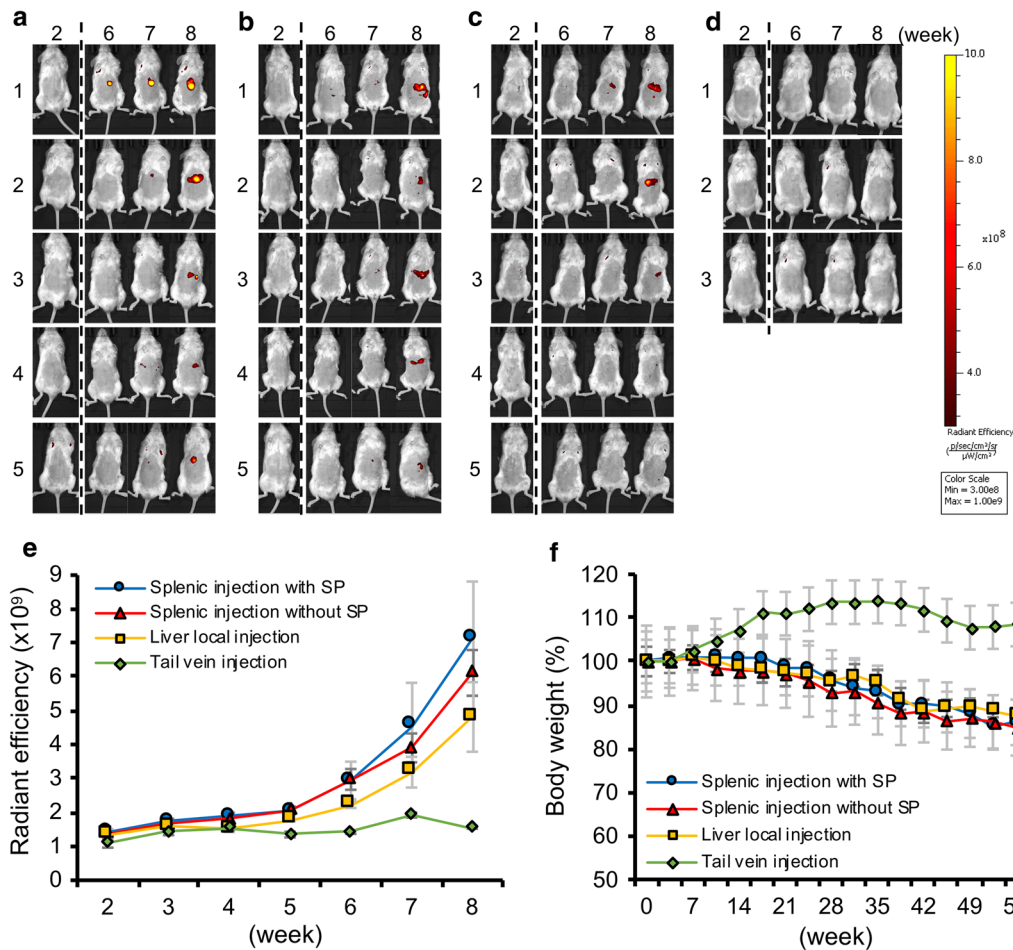 a b c d
2 6 7 8 2 6 7 8 2 6 7 8 2 6 7 8 (week)
1 1 1 1
2 2 2 2
3 3 3 3
4 4 4
5 5 5
10.0
8.0
x10⁸
6.0
4.0
Radiant Efficiency
(p/sec/cm²/sr
μW/cm²)
Color Scale
Min = 3.00e8
Max = 1.00e9
e
Radiant efficiency (x10⁹)
9
8
7
6
5
4
3
2
1
0
Splenic injection with SP
Splenic injection without SP
Liver local injection
Tail vein injection
2 3 4 5 6 7 8
(week)
f
Body weight (%)
120
110
100
90
80
70
60
50
Splenic injection with SP
Splenic injection without SP
Liver local injection
Tail vein injection
0 7 14 21 28 35 42 49 5
(week)